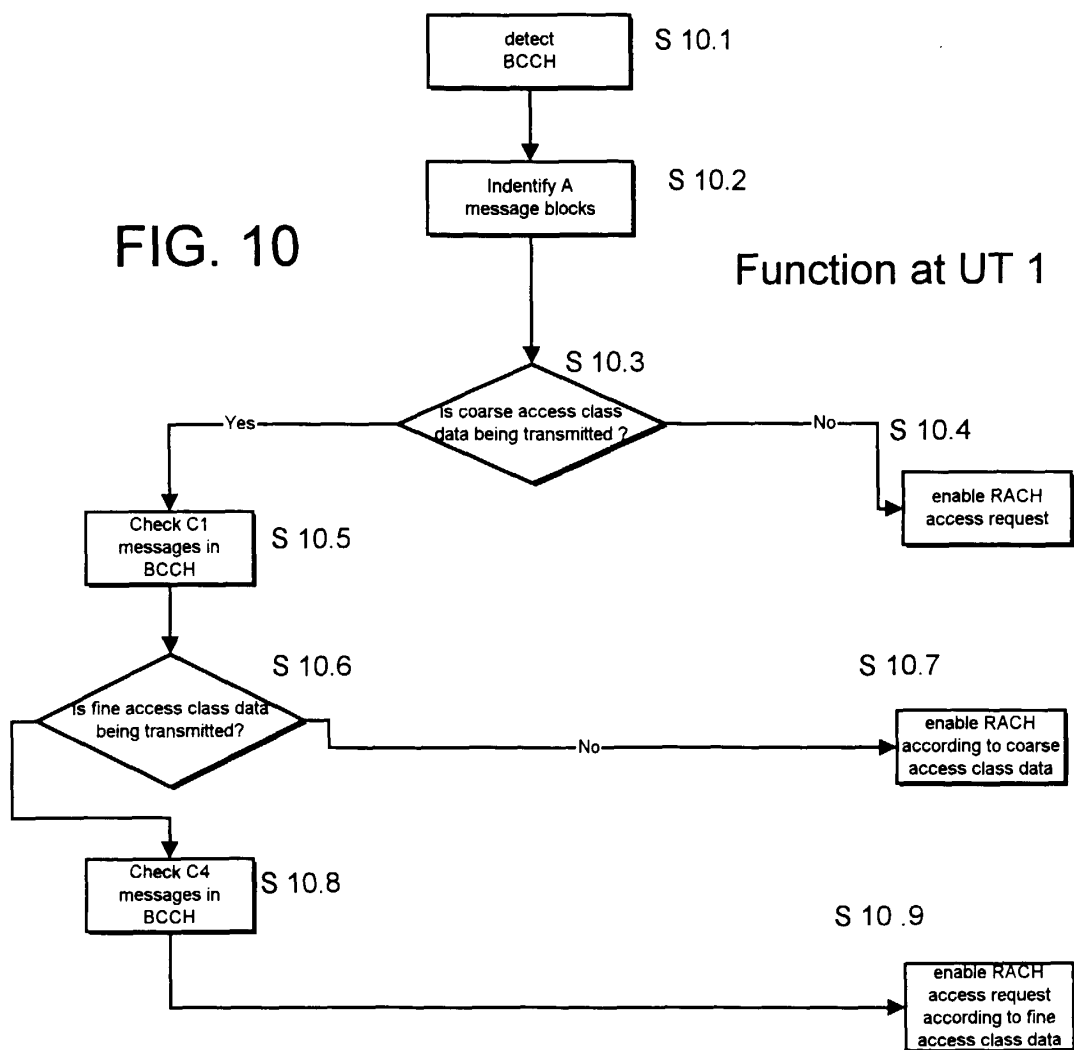 detect
BCCH
S 10.1
Indentify A
message blocks
S 10.2
FIG. 10
Function at UT 1
S 10.3
Is coarse access class
data being transmitted ?
Yes
No
S 10.4
enable RACH
access request
Check C1
messages in
BCCH
S 10.5
S 10.6
Is fine access class data
being transmitted?
No
S 10.7
enable RACH
according to coarse
access class data
Check C4
messages in
BCCH
S 10.8
S 10 .9
enable RACH
access request
according to fine
access class data